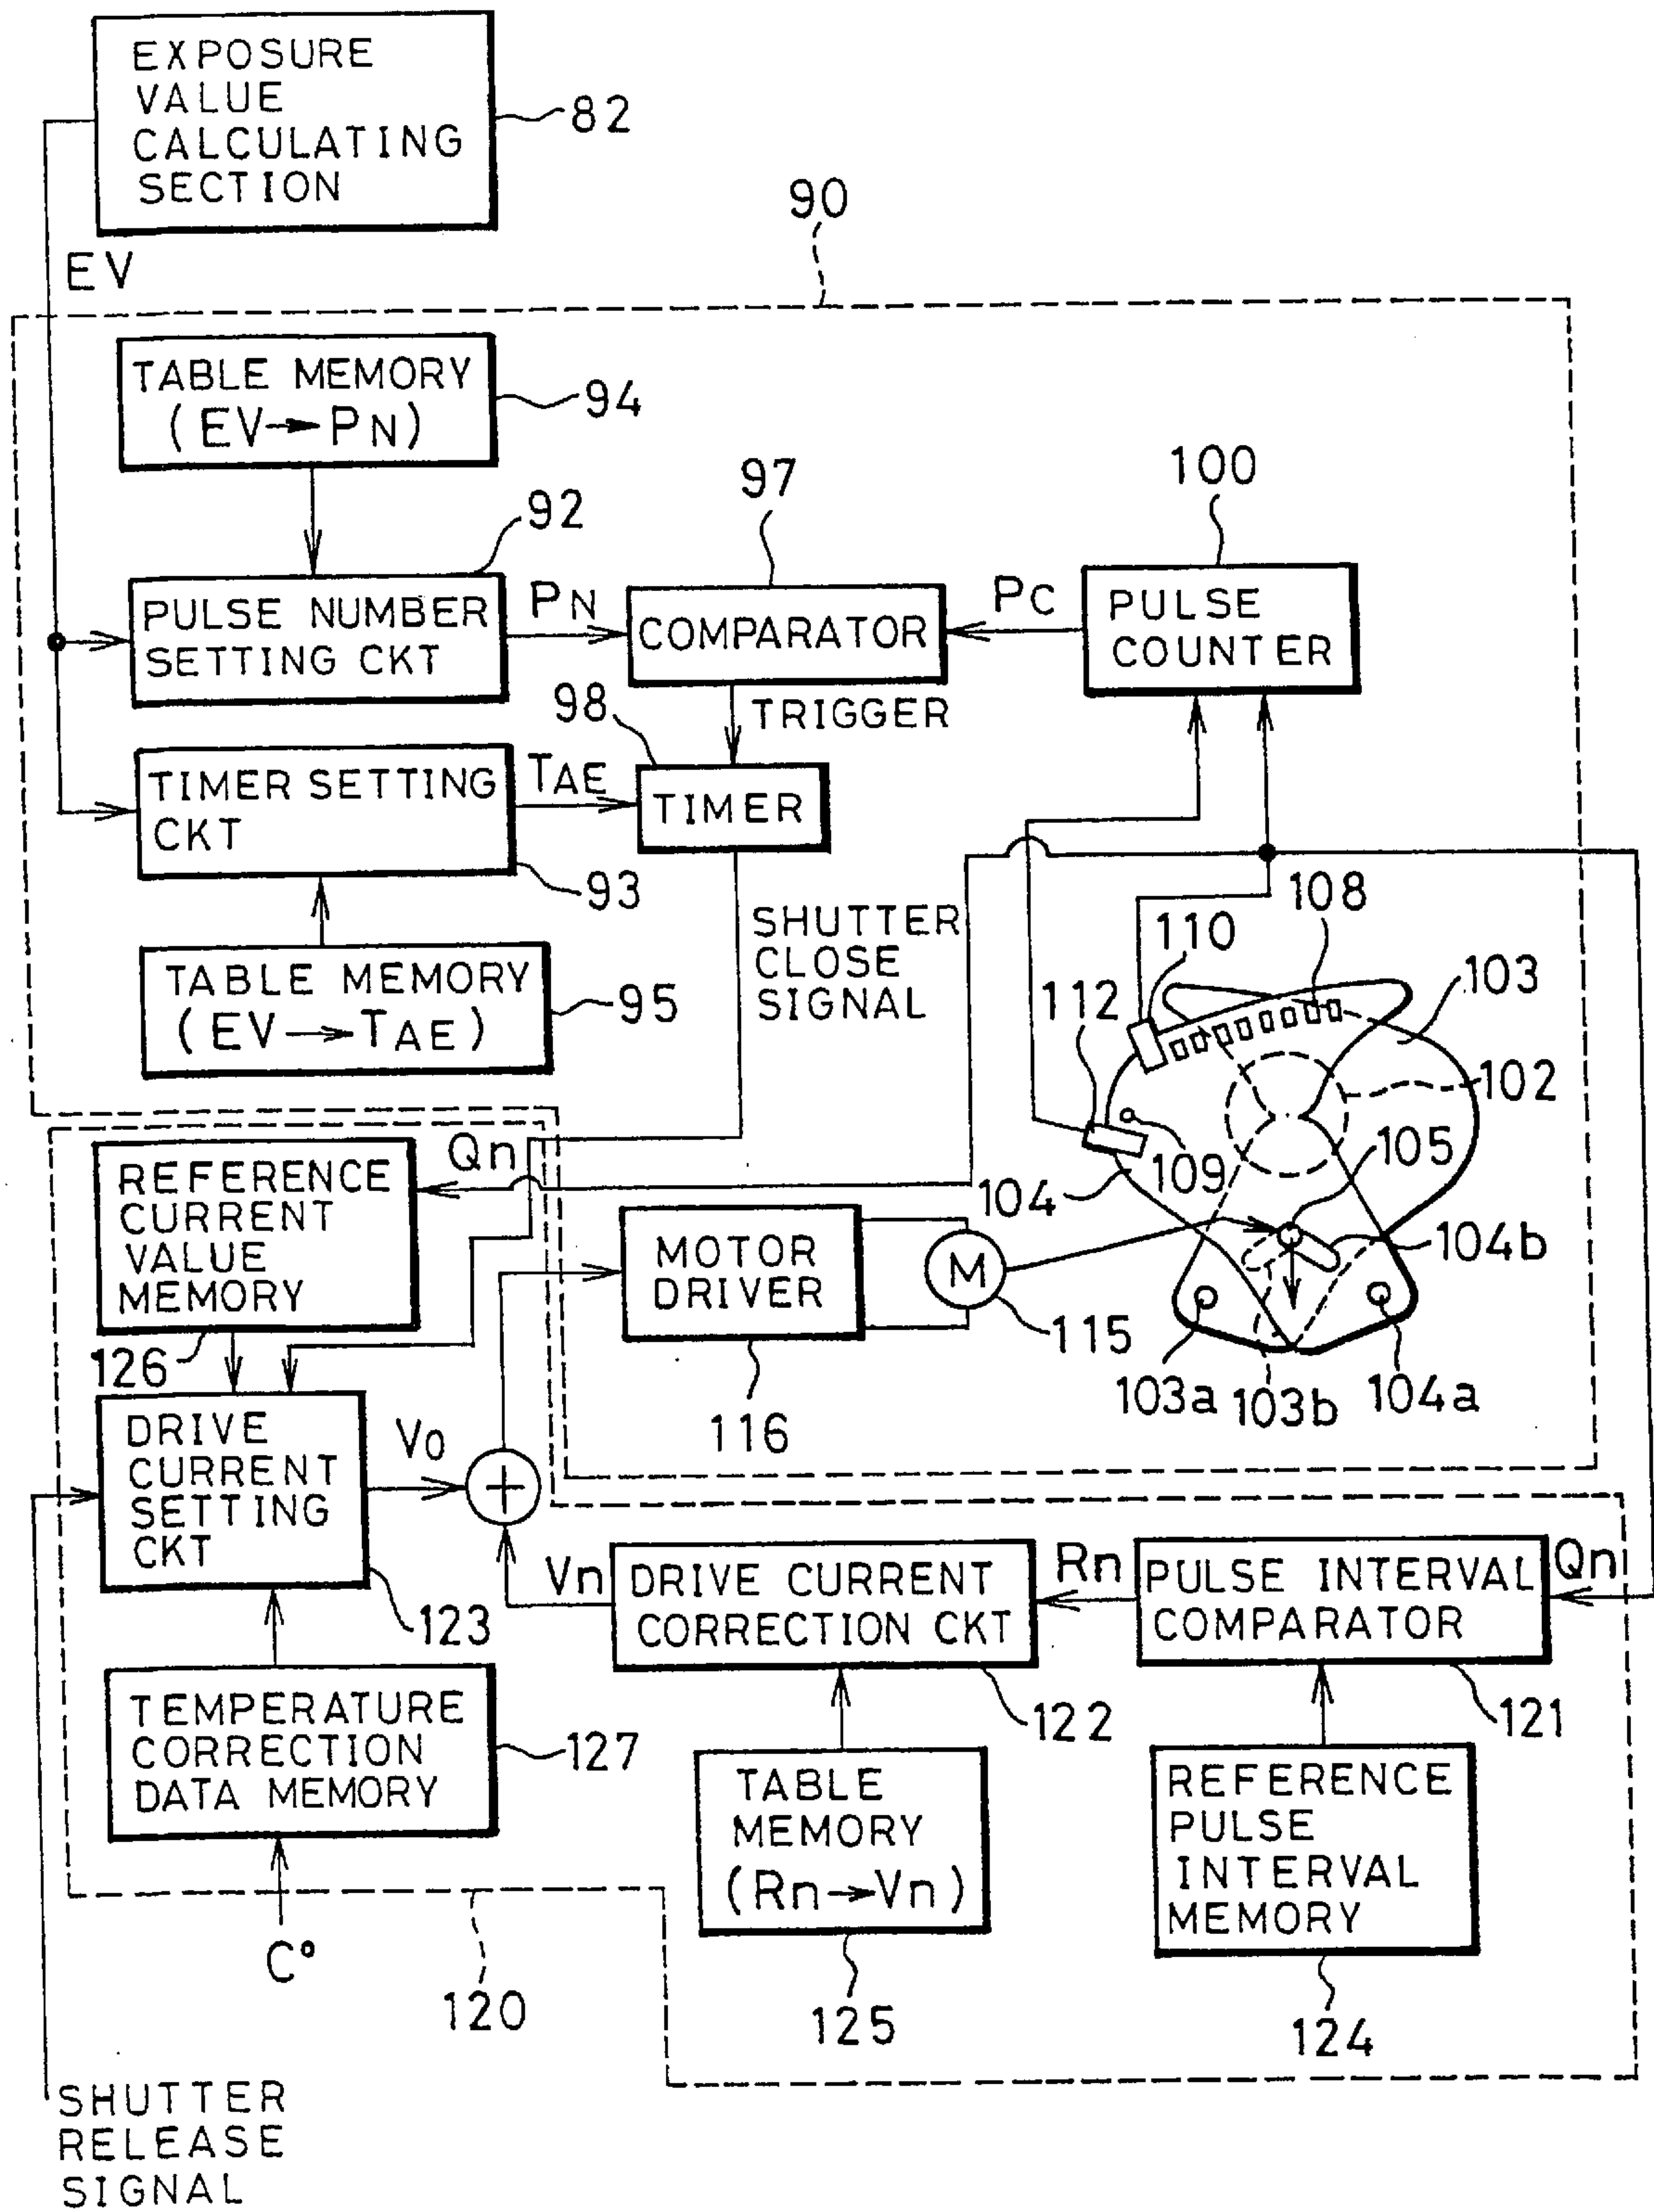 EXPOSURE
VALUE
CALCULATING
SECTION
82
90
EV
TABLE MEMORY
(EV→PN)
94
92
97
100
PULSE NUMBER
SETTING CKT
PN
COMPARATOR
PC
PULSE
COUNTER
98
TRIGGER
TIMER SETTING
CKT
TAE
TIMER
93
108
SHUTTER
CLOSE
SIGNAL
110
TABLE MEMORY
(EV→TAE)
95
112
103
102
REFERENCE
CURRENT
VALUE
MEMORY
Qn
109
105
104
MOTOR
DRIVER
M
104b
126
115
103a
103b
104a
116
DRIVE
CURRENT
SETTING
CKT
V0
+
Vn
DRIVE CURRENT
CORRECTION CKT
Rn
PULSE INTERVAL
COMPARATOR
Qn
123
122
121
TEMPERATURE
CORRECTION
DATA MEMORY
127
TABLE
MEMORY
(Rn→Vn)
REFERENCE
PULSE
INTERVAL
MEMORY
C°
120
125
124
SHUTTER
RELEASE
SIGNAL